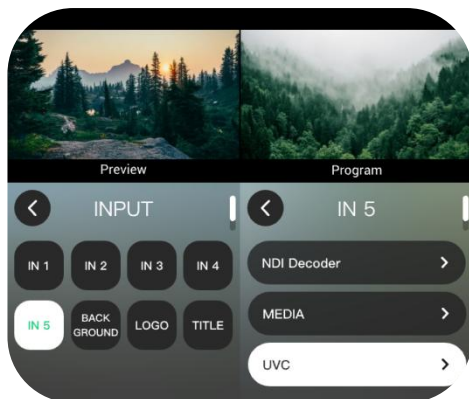 Preview
Program
INPUT
IN 5
IN 1
IN 2
IN 3
IN 4
IN 5
BACK
GROUND
LOGO
TITLE
NDI Decoder
MEDIA
UVC